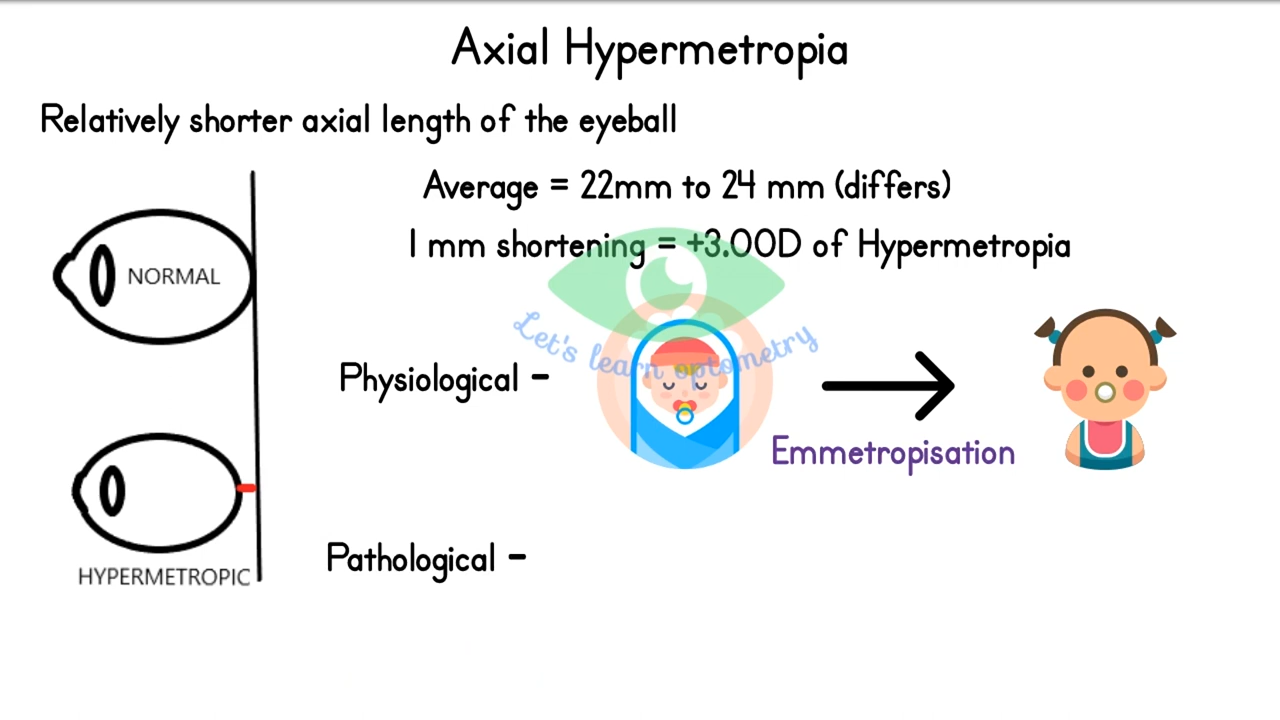 Axial Hypermetropia
Relatively shorter axial length of the eyeball
Average = 22mm to 24 mm (differs)
1 mm shortening = +3.00D of Hypermetropia
NORMAL
Let's learn optometry
Physiological -
Emmetropisation
Pathological -
HYPERMETROPIC